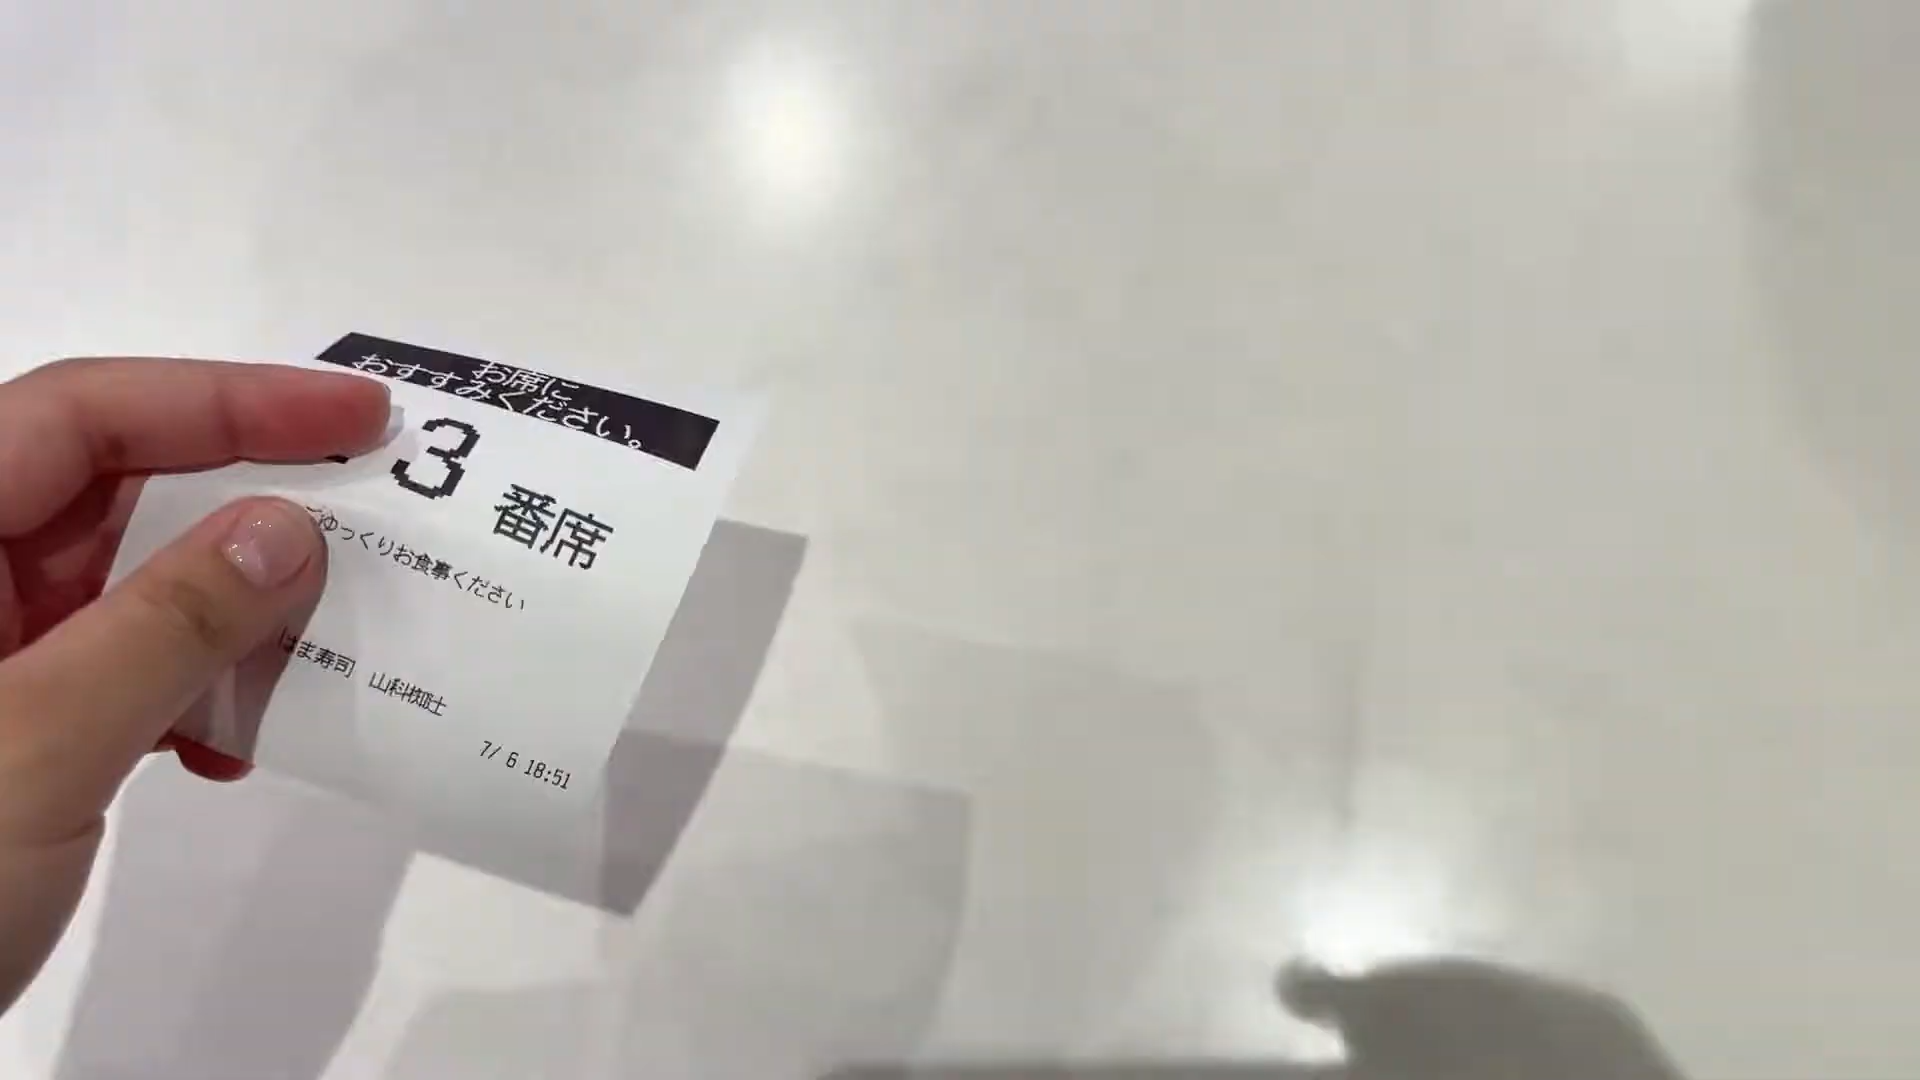 お席に
おすすみください。
3 番席
ごゆっくりお食事ください
はま寿司 山科椥辻
7/ 6 18:51